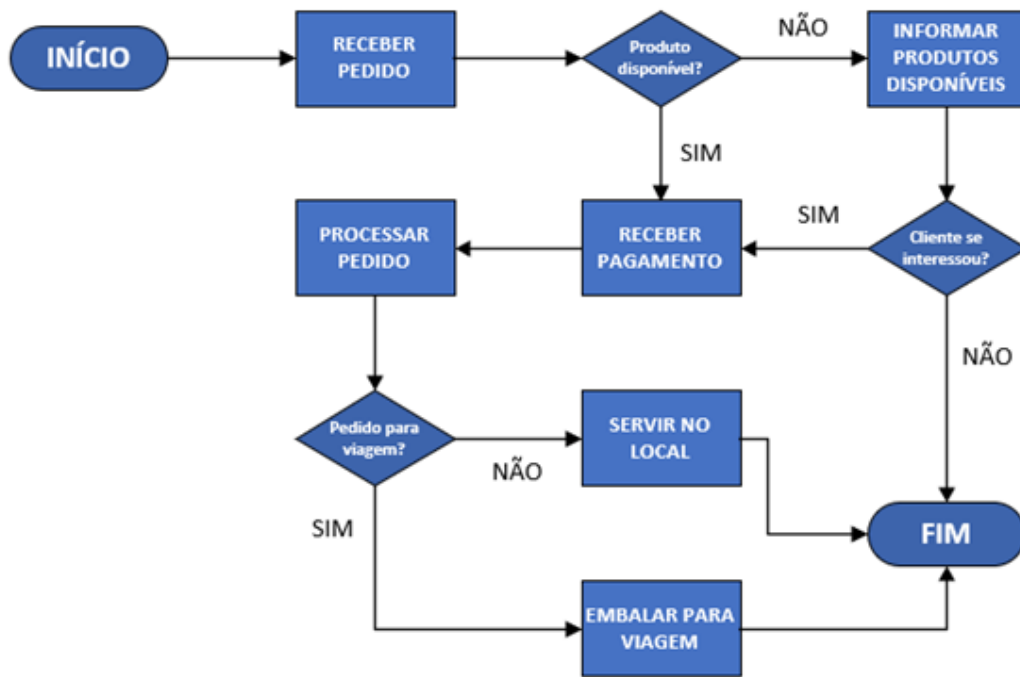 INÍCIO
RECEBER
PEDIDO
Produto
disponível?
NÃO
INFORMAR
PRODUTOS
DISPONÍVEIS
SIM
PROCESSAR
PEDIDO
RECEBER
PAGAMENTO
SIM
Cliente se
interessou?
NÃO
Pedido para
viagem?
NÃO
SERVIR NO
LOCAL
SIM
FIM
EMBALAR PARA
VIAGEM